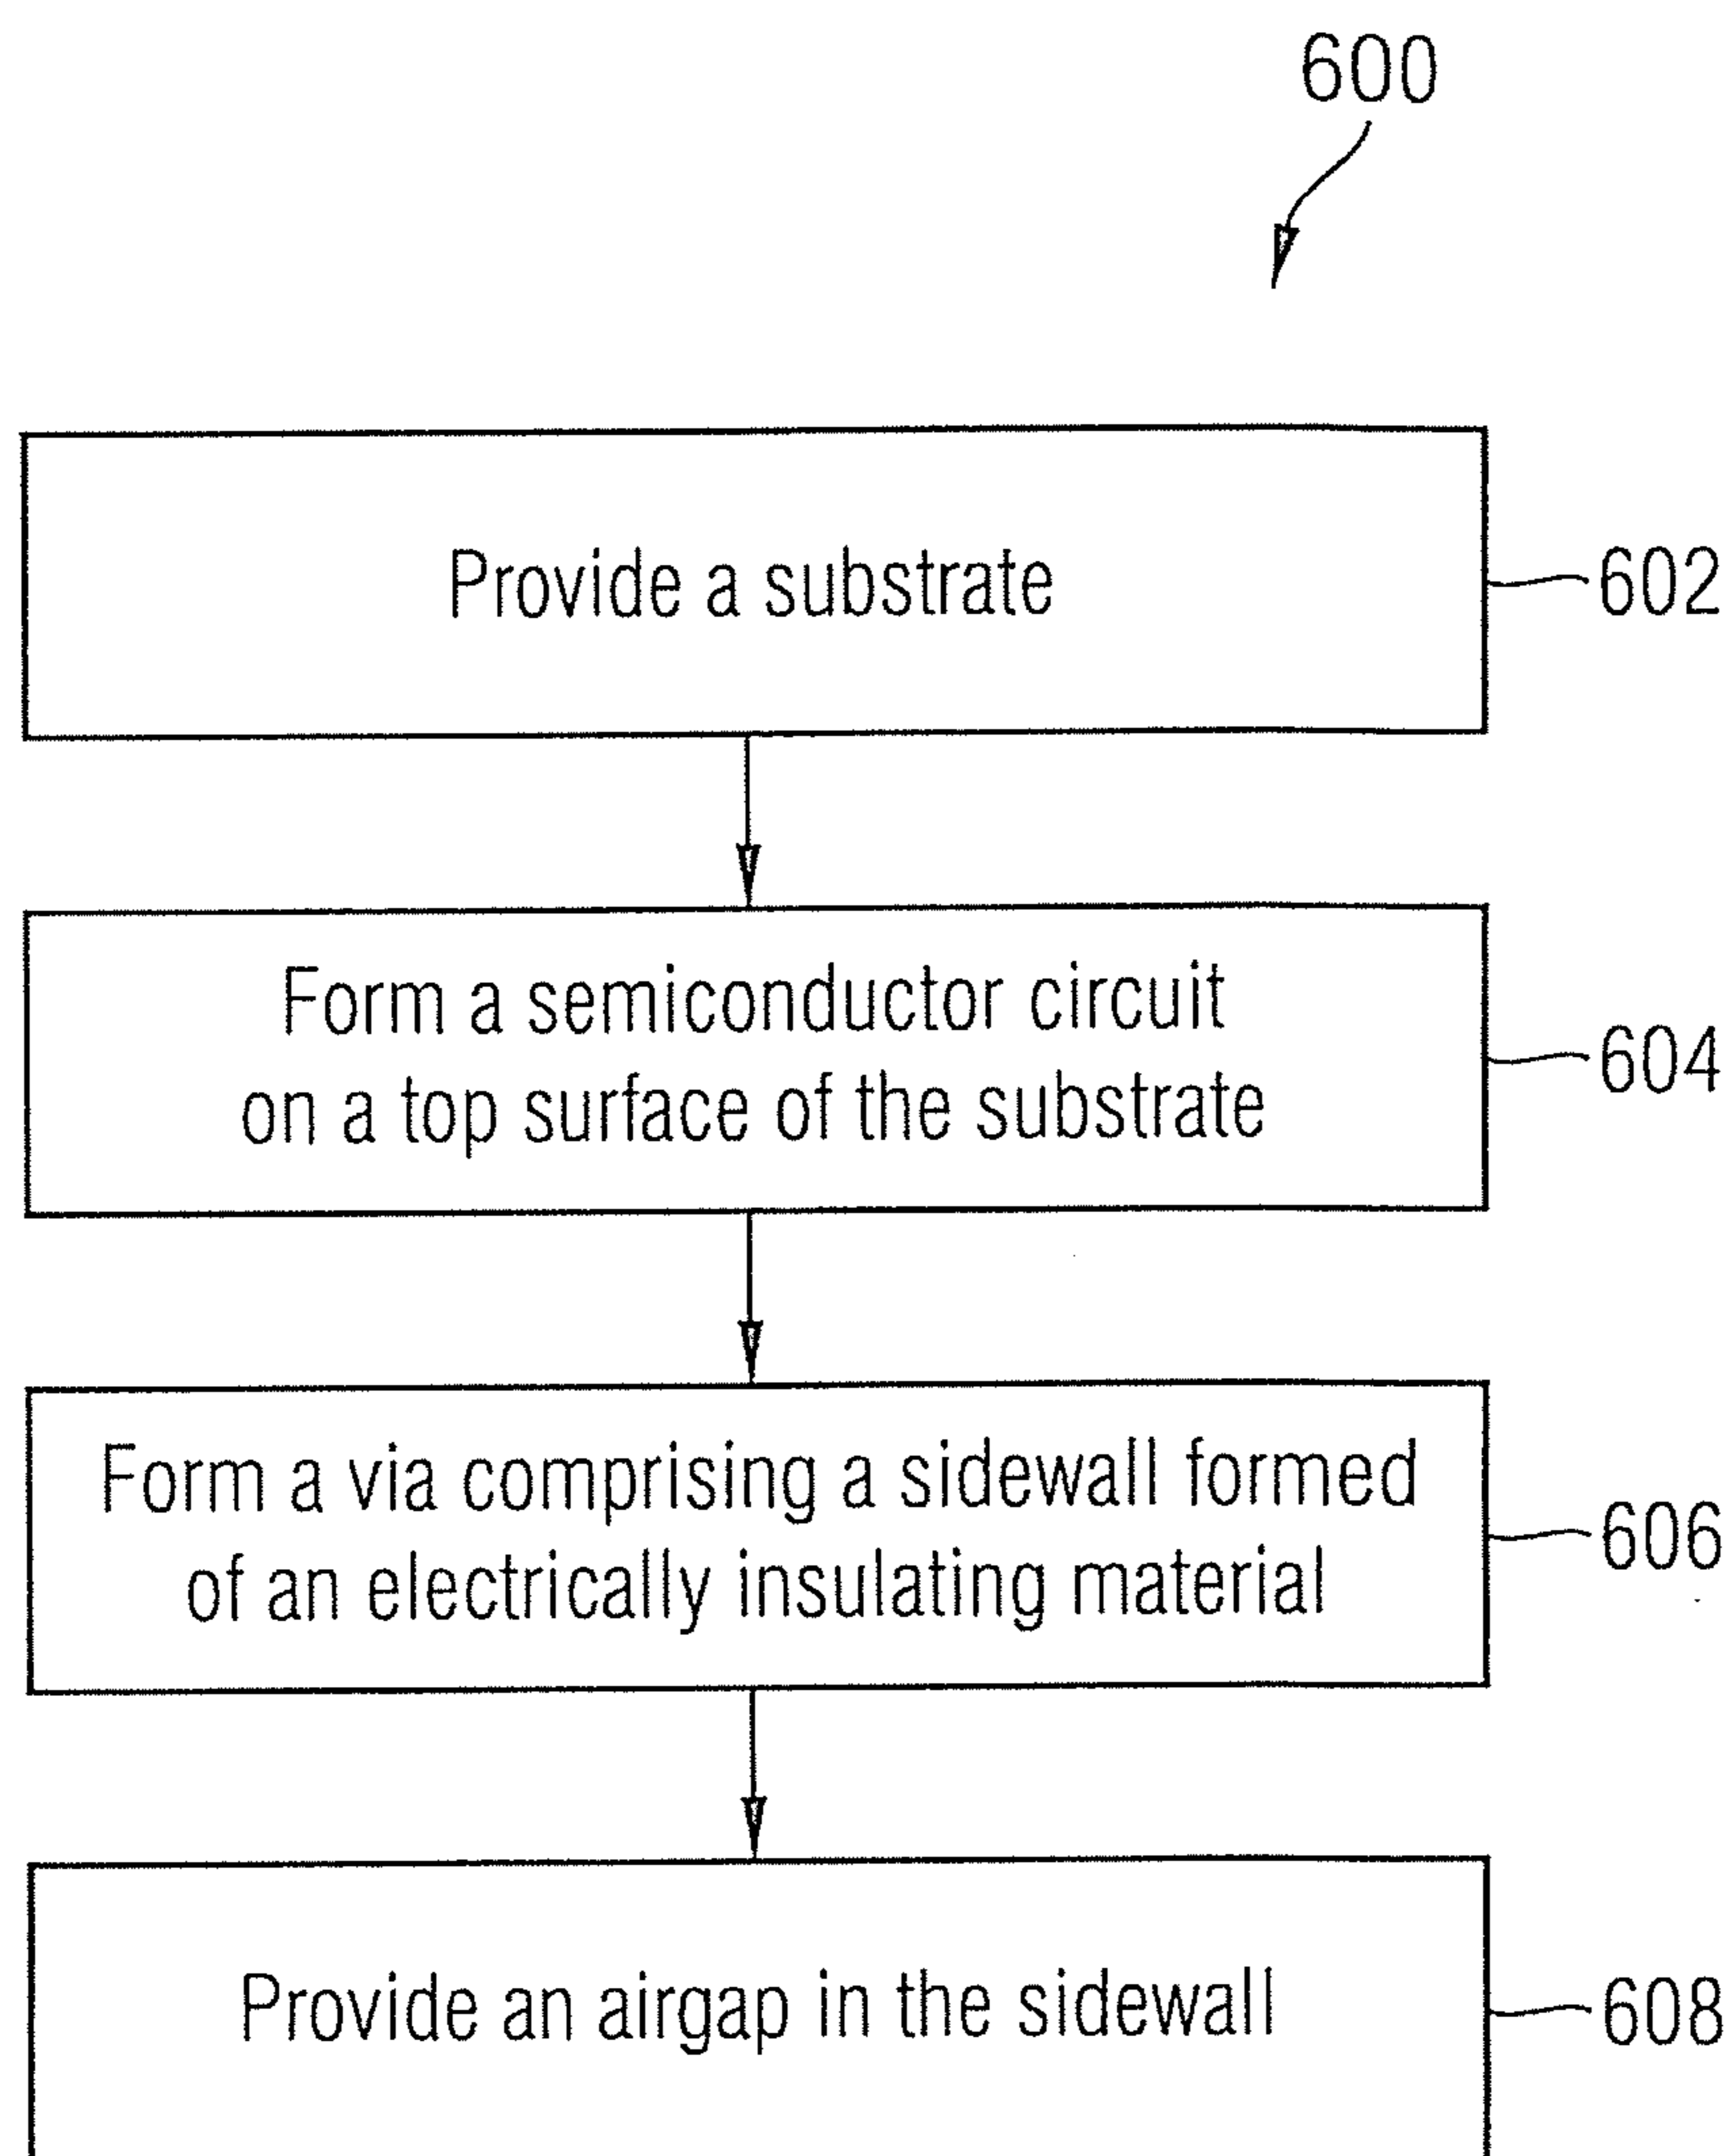 600
Provide a substrate
602
Form a semiconductor circuit
on a top surface of the substrate
604
Form a via comprising a sidewall formed
of an electrically insulating material
606
Provide an airgap in the sidewall
608